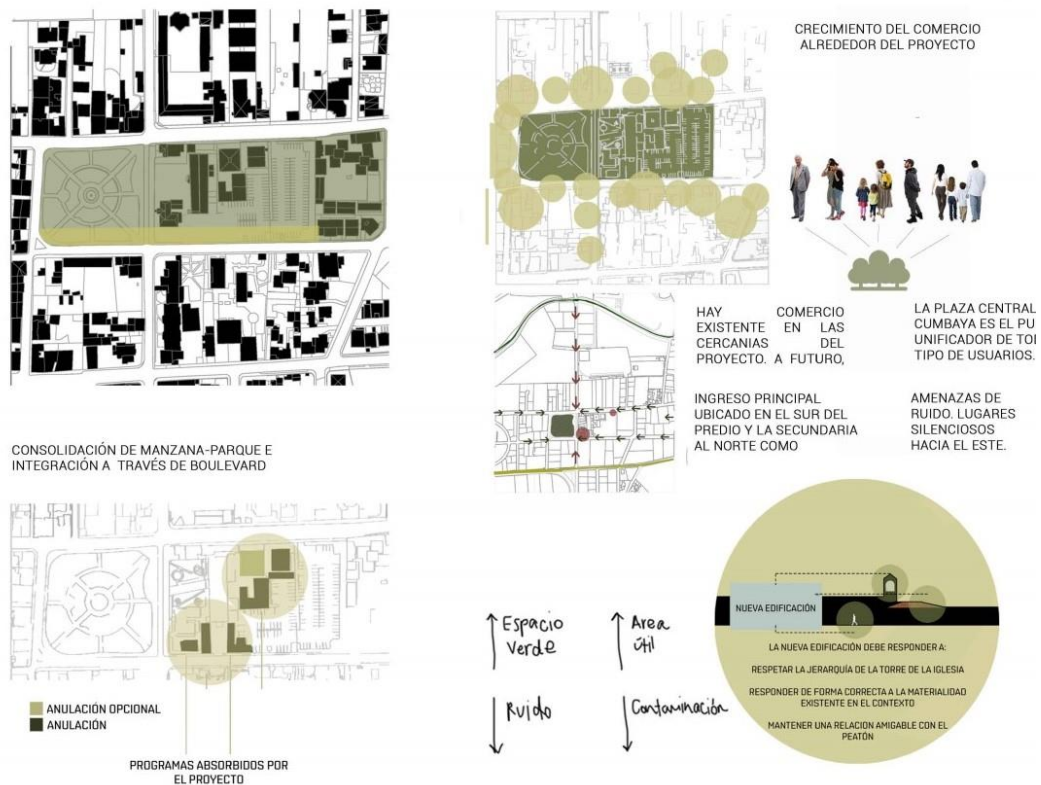 CRECIMIENTO DEL COMERCIO
ALREDEDOR DEL PROYECTO
HAY COMERCIO
EXISTENTE EN LAS
CERCANIAS DEL
PROYECTO. A FUTURO,
LA PLAZA CENTRAL
CUMBAYA ES EL PU
UNIFICADOR DE TOI
TIPO DE USUARIOS.
INGRESO PRINCIPAL
UBICADO EN EL SUR DEL
PREDIO Y LA SECUNDARIA
AL NORTE COMO
AMENAZAS DE
RUIDO. LUGARES
SILENCIOSOS
HACIA EL ESTE.
CONSOLIDACIÓN DE MANZANA-PARQUE E
INTEGRACIÓN A TRAVÉS DE BOULEVARD
ANULACIÓN OPCIONAL
ANULACIÓN
PROGRAMAS ABSORBIDOS POR
EL PROYECTO
Espacio
Verde
Area
útil
Ruido
Contaminación
NUEVA EDIFICACIÓN
LA NUEVA EDIFICACIÓN DEBE RESPONDER A:
RESPETAR LA JERARQUÍA DE LA TORRE DE LA IGLESIA
RESPONDER DE FORMA CORRECTA A LA MATERIALIDAD
EXISTENTE EN EL CONTEXTO
MANTENER UNA RELACION AMIGABLE CON EL
PEATÓN